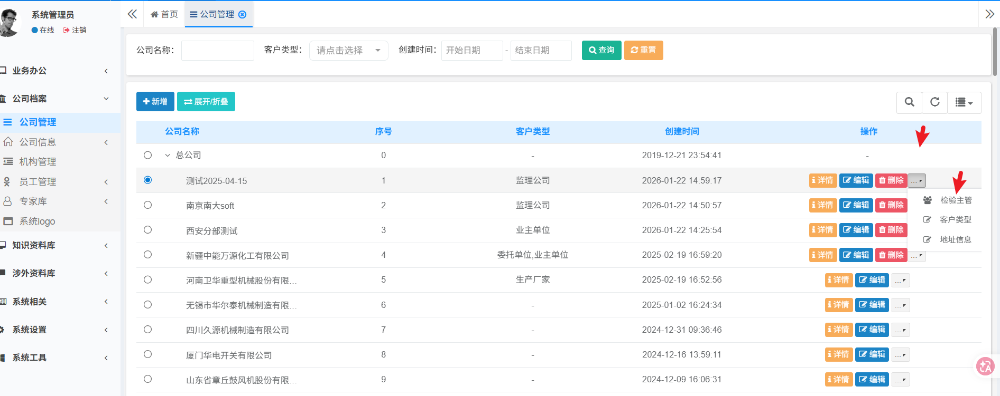 系统管理员
在线 注销
首页 公司管理
公司名称： 客户类型： 请点击选择 创建时间： 开始日期 - 结束日期 查询 重置
业务办公
公司档案
公司管理
公司信息
机构管理
员工管理
专家库
系统logo
知识资料库
涉外资料库
系统相关
系统设置
系统工具
新增 展开/折叠
公司名称 序号 客户类型 创建时间 操作
总公司 0 - 2019-12-21 23:54:41 -
测试2025-04-15 1 监理公司 2026-01-22 14:59:17 详情 编辑 删除 ...
南京南大soft 2 监理公司 2026-01-22 14:50:57 详情 编辑 删除
西安分部测试 3 业主单位 2026-01-22 14:25:54 详情 编辑 删除
新疆中能万源化工有限公司 4 委托单位,业主单位 2025-02-19 16:59:20 详情 编辑 删除 ...
河南卫华重型机械股份有限... 5 生产厂家 2025-02-19 16:52:56 详情 编辑 ...
无锡市华尔泰机械制造有限... 6 - 2025-01-02 16:24:34 详情 编辑 ...
四川久源机械制造有限公司 7 - 2024-12-31 09:36:46 详情 编辑 ...
厦门华电开关有限公司 8 - 2024-12-16 13:59:11 详情 编辑 ...
山东省章丘鼓风机股份有限... 9 - 2024-12-09 16:06:31 详情 编辑 ...
检验主管
客户类型
地址信息